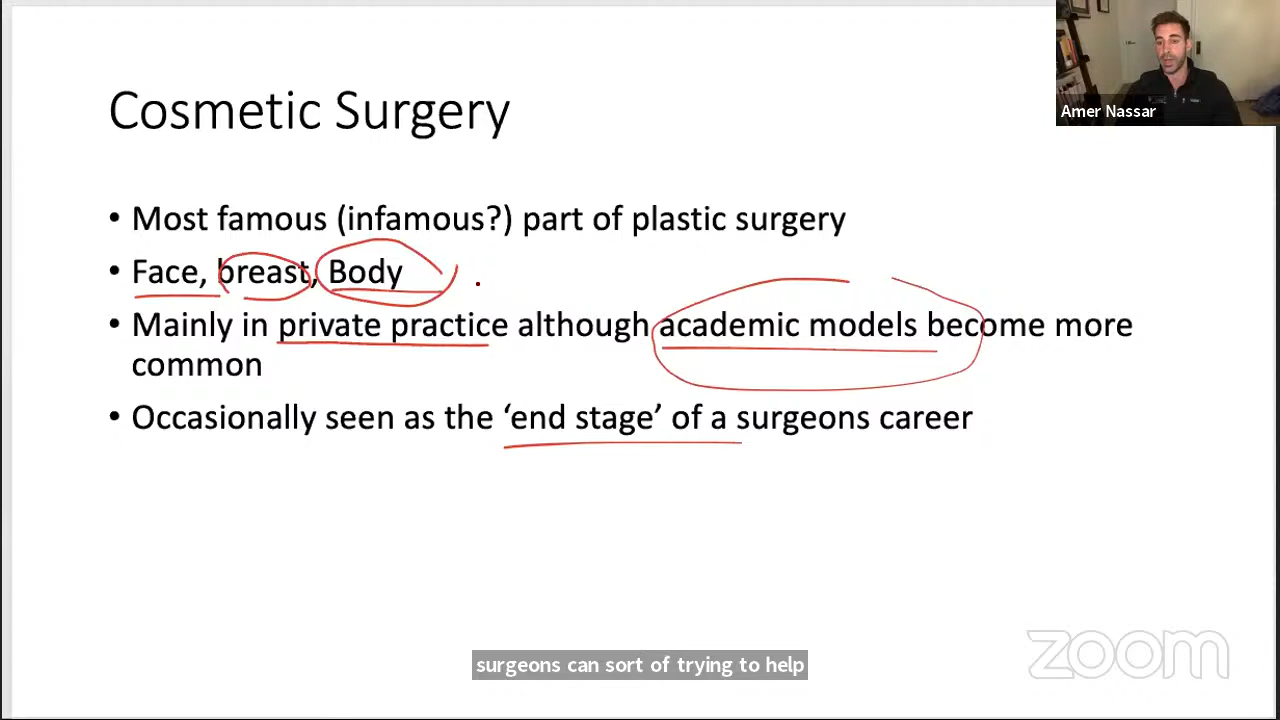 Amer Nassar
Cosmetic Surgery
• Most famous (infamous?) part of plastic surgery
• Face, breast, Body
• Mainly in private practice although academic models become more
common
• Occasionally seen as the ‘end stage’ of a surgeons career
zoom
surgeons can sort of trying to help